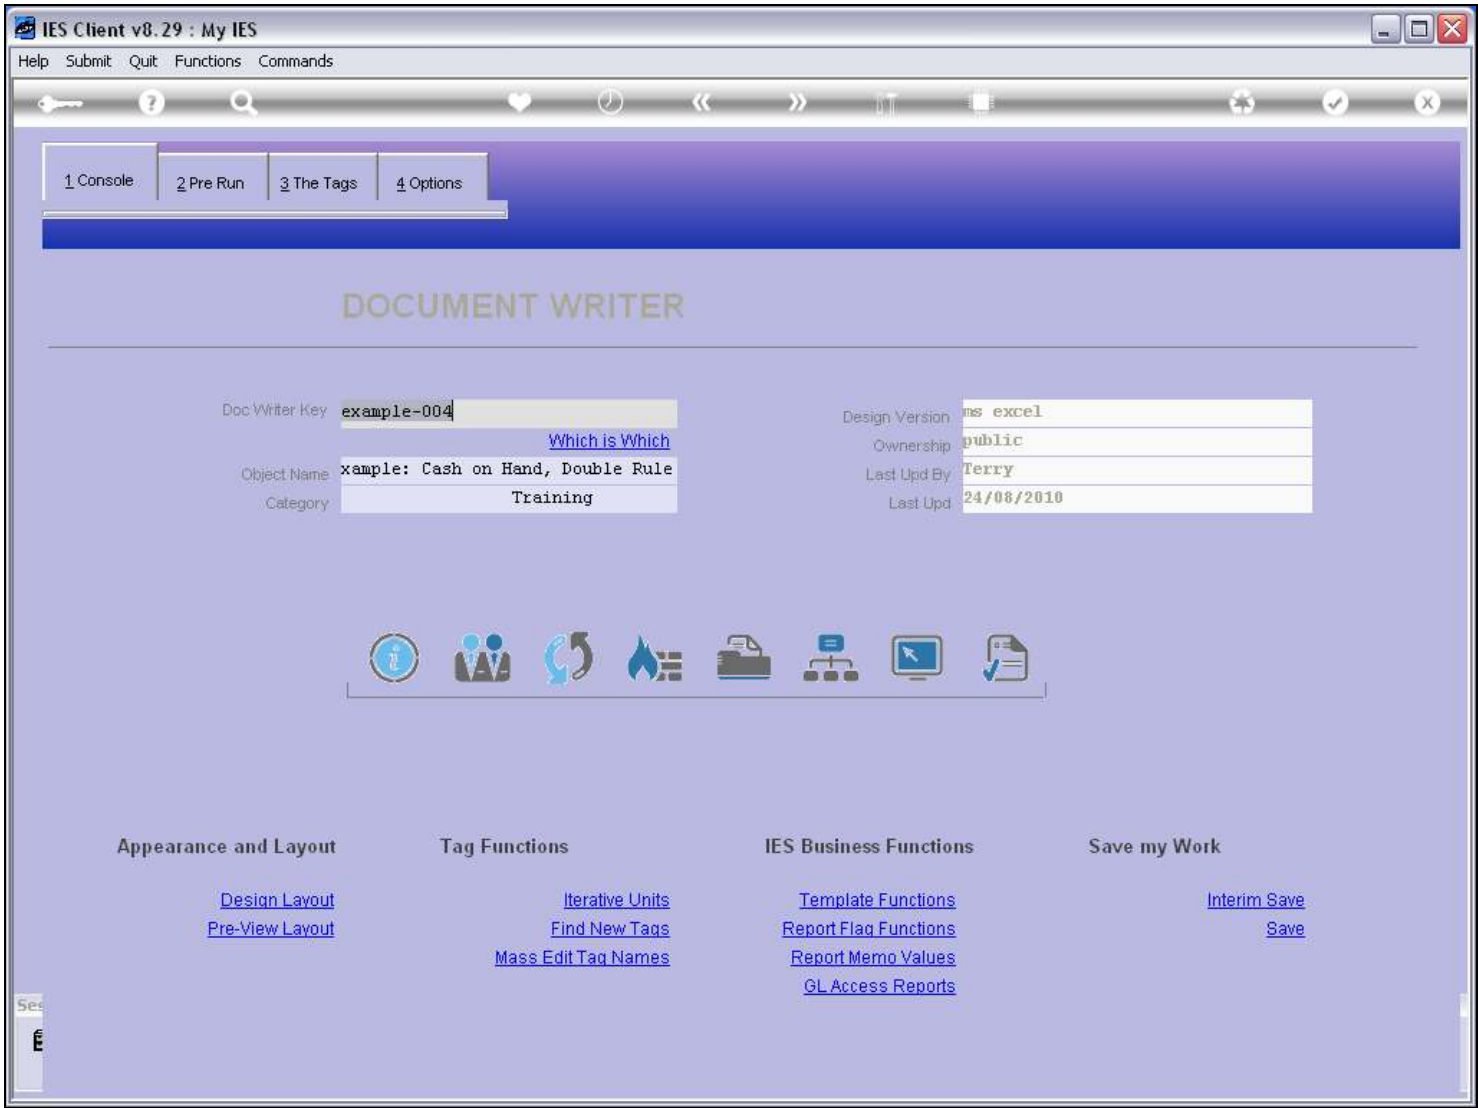 IES Client v8.29 : My IES
Help Submit Quit Functions Commands
1 Console 2 Pre Run 3 The Tags 4 Options
DOCUMENT WRITER
Doc Writer Key example-004
Which is Which
Object Name xample: Cash on Hand, Double Rule
Category Training
Design Version ms excel
Ownership public
Last Upd By Terry
Last Upd 24/08/2010
Appearance and Layout
Design Layout
Pre-View Layout
Tag Functions
Iterative Units
Find New Tags
Mass Edit Tag Names
IES Business Functions
Template Functions
Report Flag Functions
Report Memo Values
GL Access Reports
Save my Work
Interim Save
Save
Ses